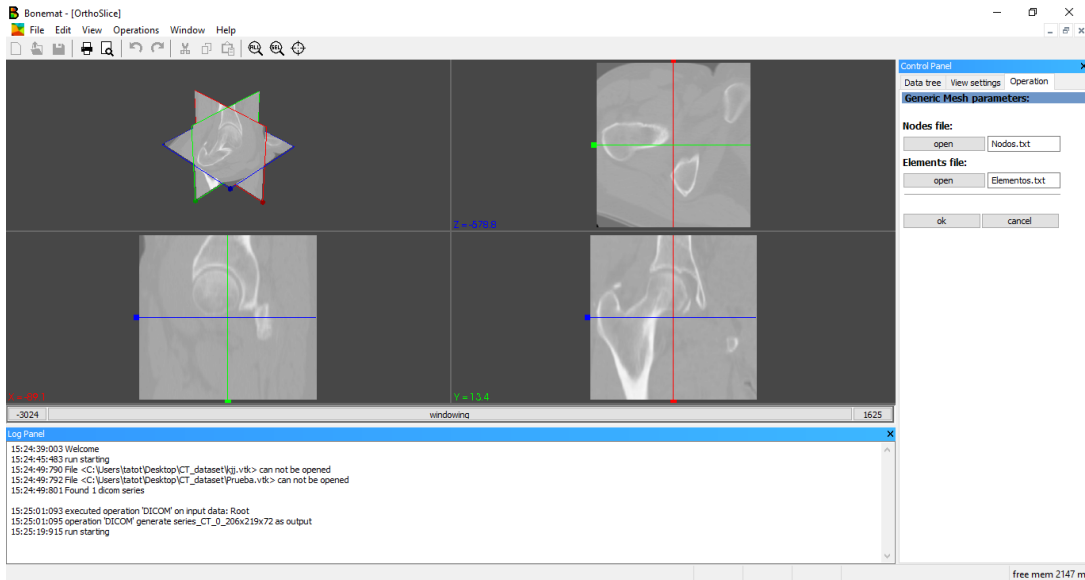 Bonemat - [OrthoSlice]
File Edit View Operations Window Help
ALL SEL
Control Panel
Data tree View settings Operation
Generic Mesh parameters:
Nodes file:
open Nodos.txt
Elements file:
open Elementos.txt
ok cancel
Z = -678.8
Y = 13.4
-3024 windowing 1625
Log Panel
15:24:39:003 Welcome
15:24:45:483 run starting
15:24:49:790 File <C:\Users\tatot\Desktop\CT_dataset\kjj.vtk> can not be opened
15:24:49:792 File <C:\Users\tatot\Desktop\CT_dataset\Prueba.vtk> can not be opened
15:24:49:801 Found 1 dicom series
15:25:01:093 executed operation 'DICOM' on input data: Root
15:25:01:095 operation 'DICOM' generate series_CT_0_206x219x72 as output
15:25:19:915 run starting
free mem 2147 m